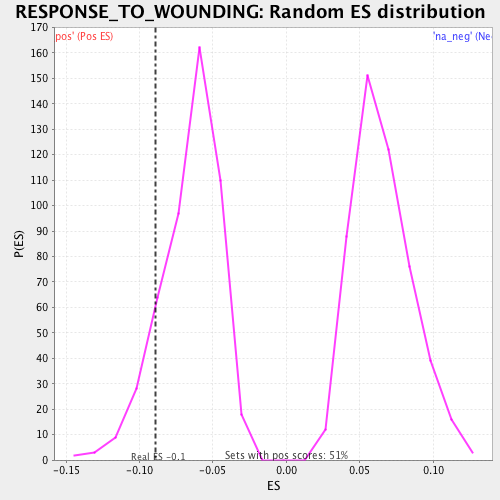 RESPONSE_TO_WOUNDING: Random ES distribution
pos' (Pos ES)
'na_neg' (Ne
P(ES)
170
160
150
140
130
120
110
100
90
80
70
60
50
40
30
20
10
0
Real ES -0.1
Sets with pos scores: 51%
-0.15 -0.10 -0.05 0.00 0.05 0.10
ES